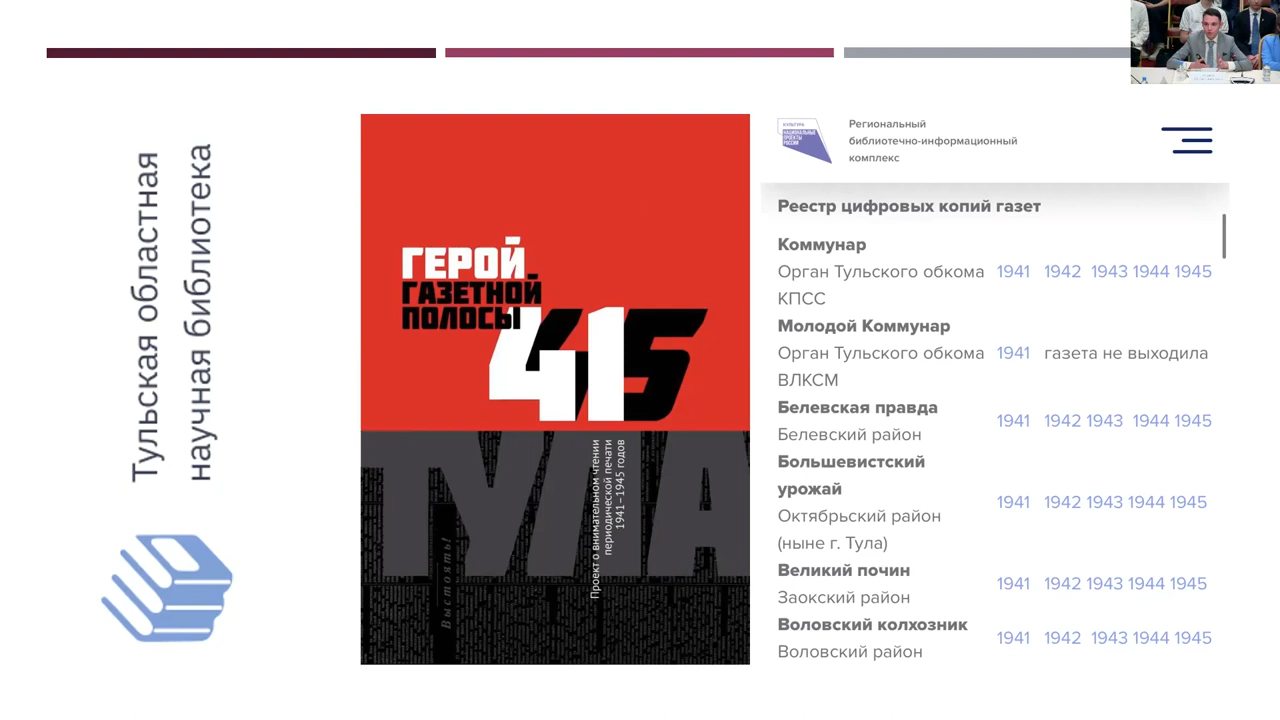 Тульская областная
научная библиотека
ГЕРОЙ
ГАЗЕТНОЙ
ПОЛОСЫ
41
45
ТУЛА
Выстоять!
Проект о внимательном чтении
периодической печати
1941–1945 годов
КУЛЬТУРА
НАЦИОНАЛЬНЫЕ
ПРОЕКТЫ
РОССИИ
Региональный
библиотечно-информационный
комплекс
Реестр цифровых копий газет
Коммунар
Орган Тульского обкома 1941 1942 1943 1944 1945
КПСС
Молодой Коммунар
Орган Тульского обкома 1941 газета не выходила
ВЛКСМ
Белевская правда
1941 1942 1943 1944 1945
Белевский район
Большевистский
урожай
1941 1942 1943 1944 1945
Октябрьский район
(ныне г. Тула)
Великий почин
1941 1942 1943 1944 1945
Заокский район
Воловский колхозник
1941 1942 1943 1944 1945
Воловский район